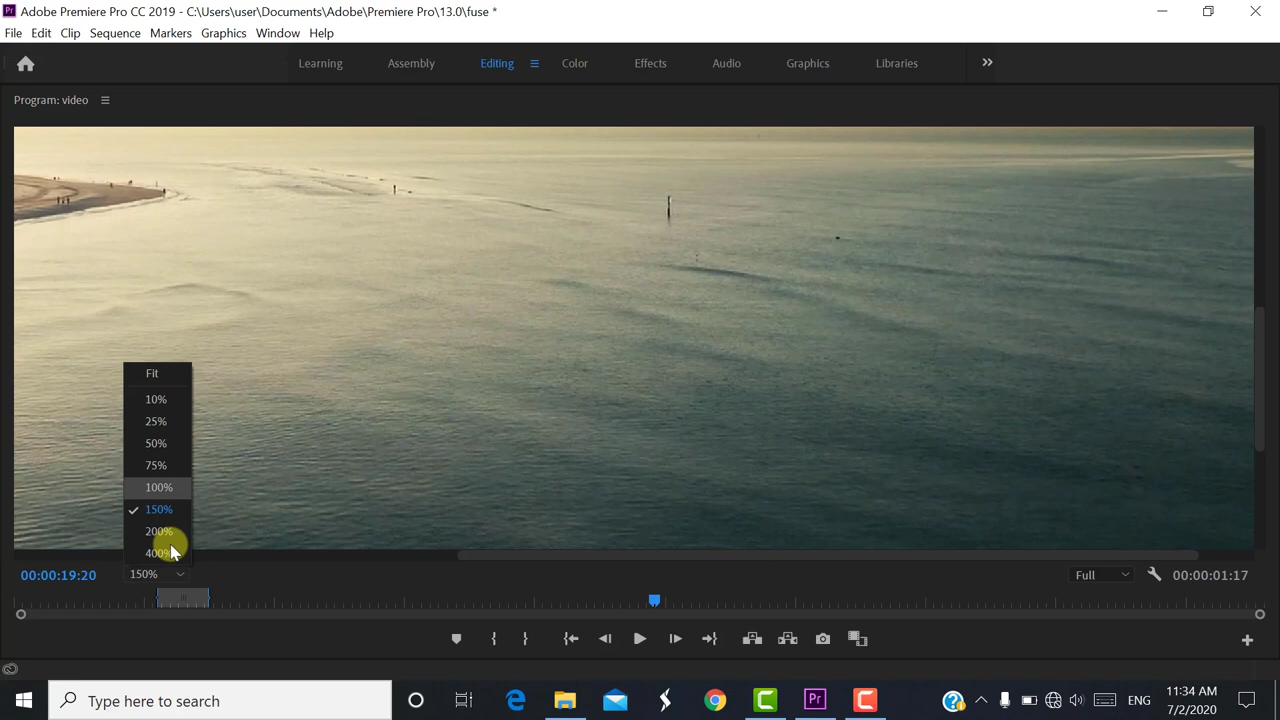 Pr Adobe Premiere Pro CC 2019 - C:\Users\user\Documents\Adobe\Premiere Pro\13.0\fuse *
File Edit Clip Sequence Markers Graphics Window Help
Learning Assembly Editing Color Effects Audio Graphics Libraries
Program: video
Fit
10%
25%
50%
75%
100%
150%
200%
400%
00:00:19:20 150% Full 00:00:01:17
Type here to search
Pr
ENG
11:34 AM
7/2/2020